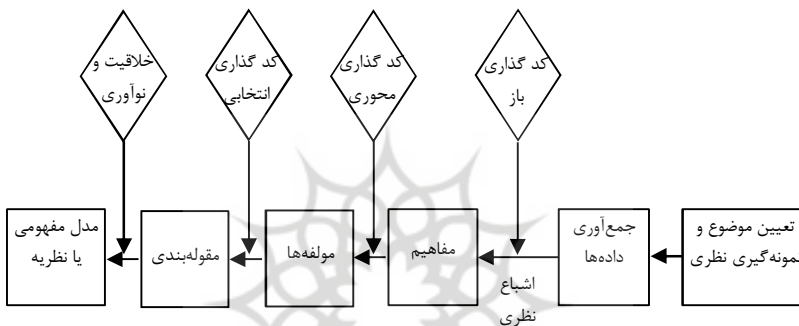 کد گذاری
باز
کد گذاری
محوری
کد گذاری
انتخابی
خلاقیت و
نوآوری
تعیین موضوع و
نمونه‌گیری نظری
جمع‌آوری
داده‌ها
اشباع
نظری
مفاهیم
مولفه‌ها
مقوله‌بندی
مدل مفهومی
یا نظریه